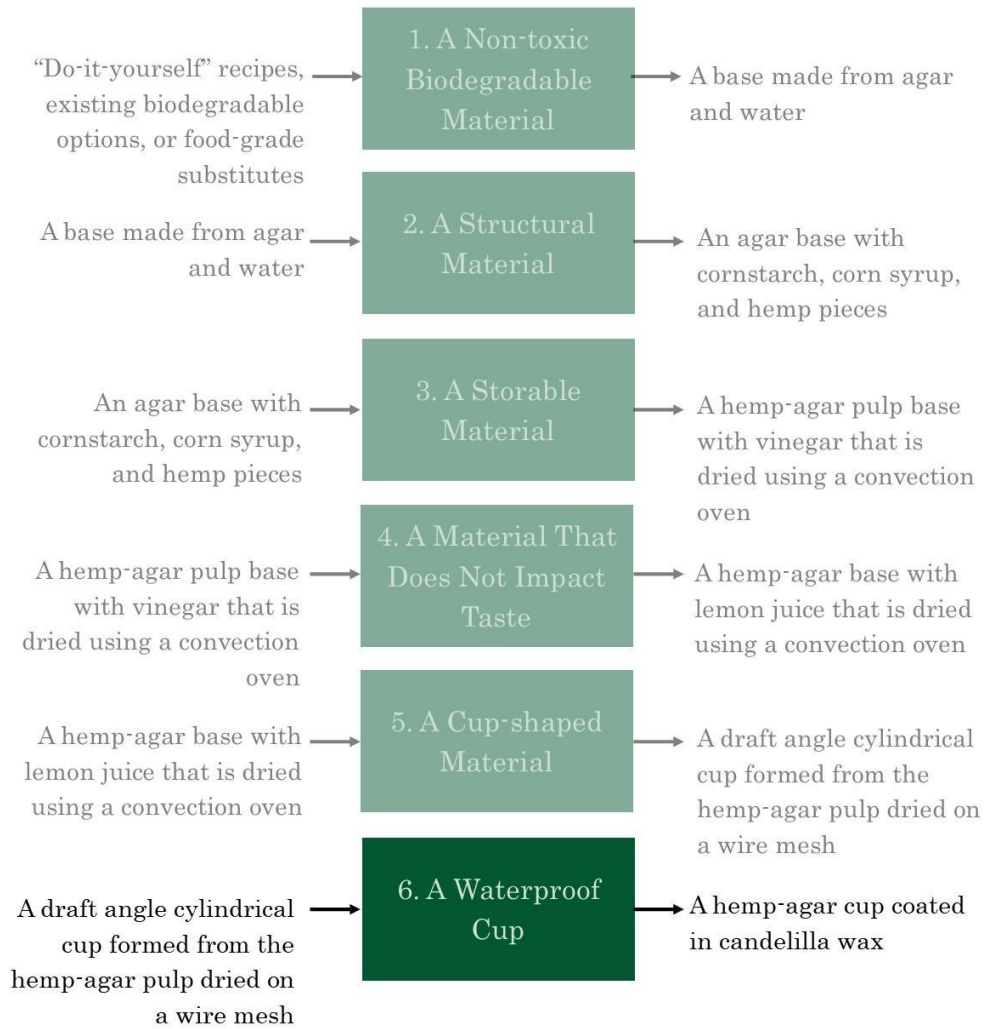 “Do-it-yourself” recipes,
existing biodegradable
options, or food-grade
substitutes
1. A Non-toxic
Biodegradable
Material
A base made from agar
and water
A base made from agar
and water
2. A Structural
Material
An agar base with
cornstarch, corn syrup,
and hemp pieces
An agar base with
cornstarch, corn syrup,
and hemp pieces
3. A Storable
Material
A hemp-agar pulp base
with vinegar that is
dried using a convection
oven
A hemp-agar pulp base
with vinegar that is
dried using a convection
oven
4. A Material That
Does Not Impact
Taste
A hemp-agar base with
lemon juice that is dried
using a convection oven
A hemp-agar base with
lemon juice that is dried
using a convection oven
5. A Cup-shaped
Material
A draft angle cylindrical
cup formed from the
hemp-agar pulp dried on
a wire mesh
A draft angle cylindrical
cup formed from the
hemp-agar pulp dried on
a wire mesh
6. A Waterproof
Cup
A hemp-agar cup coated
in candelilla wax